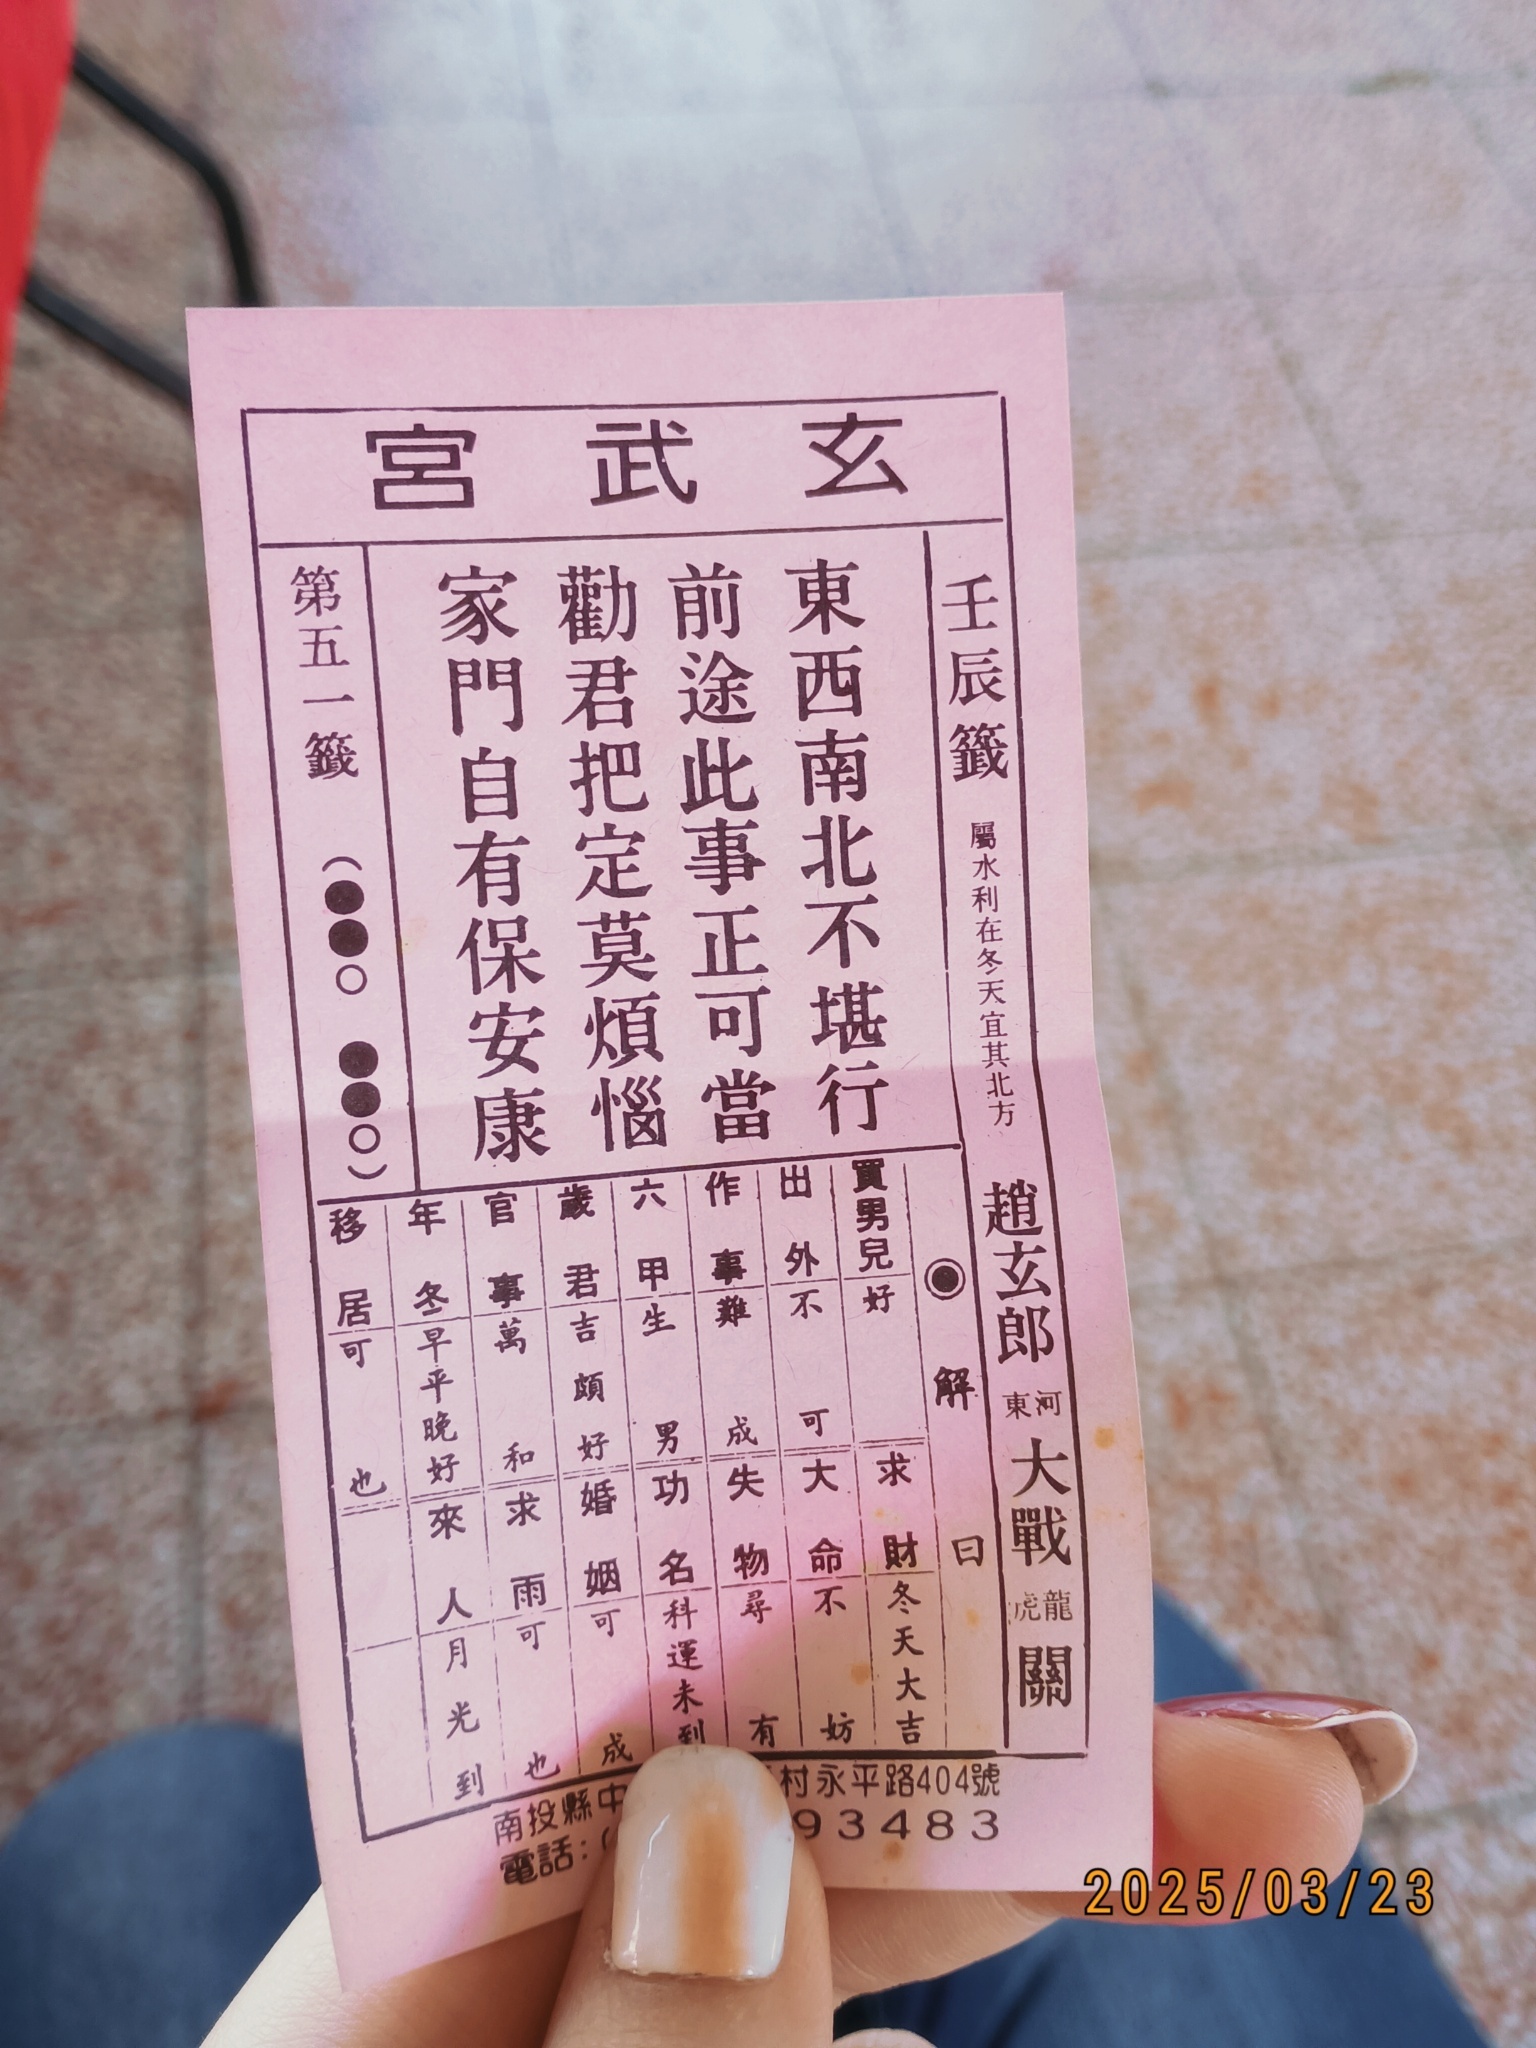 玄武宮
壬辰籤 屬水利在冬天宜其北方 趙玄郎 河東 大戰 龍虎 關
東西南北不堪行
前途此事正可當
勸君把定莫煩惱
家門自有保安康
第五一籤 (●●○ ●●○)
◉解曰
買男兒 好
求財 冬天大吉
出外 不可
大命 不妨
作事 難成
失物 尋有
六甲 生男
功名 科運未到
歲君 吉頗好
婚姻 可成
官事 萬和
求雨 可也
年冬 早平晚好
來人 月光到
移居 可也
南投縣中 村永平路404號
電話:( 93483
2025/03/23